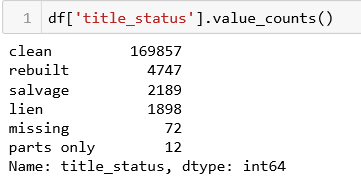 1 df['title_status'].value_counts()
clean 169857
rebuilt 4747
salvage 2189
lien 1898
missing 72
parts only 12
Name: title_status, dtype: int64